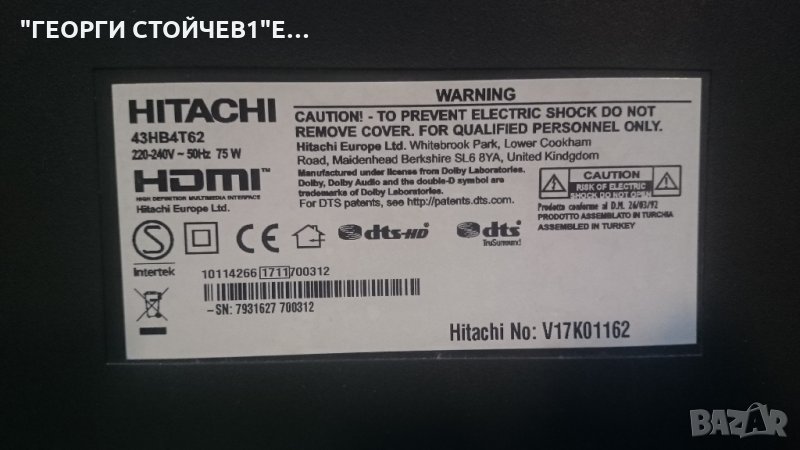 "ГЕОРГИ СТОЙЧЕВ1"Е...
HITACHI
43HB4T62
220-240V ~ 50Hz 75 W
HDMI™
HIGH DEFINITION MULTIMEDIA INTERFACE
Hitachi Europe Ltd.
WARNING
CAUTION! - TO PREVENT ELECTRIC SHOCK DO NOT
REMOVE COVER. FOR QUALIFIED PERSONNEL ONLY.
Hitachi Europe Ltd. Whitebrook Park, Lower Cookham
Road, Maidenhead Berkshire SL6 8YA, United Kindgdom
Manufactured under license from Dolby Laboratories.
Dolby, Dolby Audio and the double-D symbol are
trademarks of Dolby Laboratories.
For DTS patents, see http://patents.dts.com.
CAUTION
RISK OF ELECTRIC
SHOCK DO NOT OPEN
Prodotto conforme al D.M. 26/03/92
PRODOTTO ASSEMBLATO IN TURCHIA
ASSEMBLED IN TURKEY
S
Intertek
CE
dts-HD
dts
TruSurround
10114266 1711 700312
-SN: 7931627 700312
Hitachi No: V17K01162
BAZAR